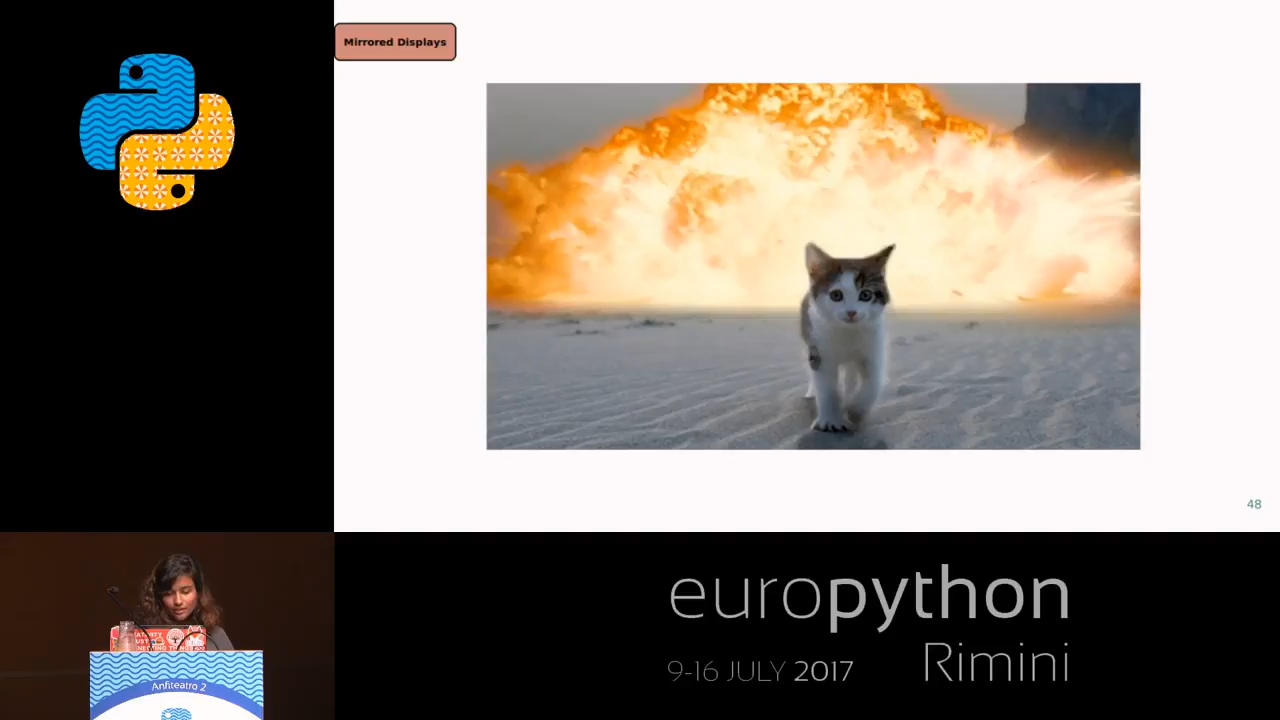 Mirrored Displays
48
europython
9-16 JULY 2017
Rimini
Anfiteatro 2